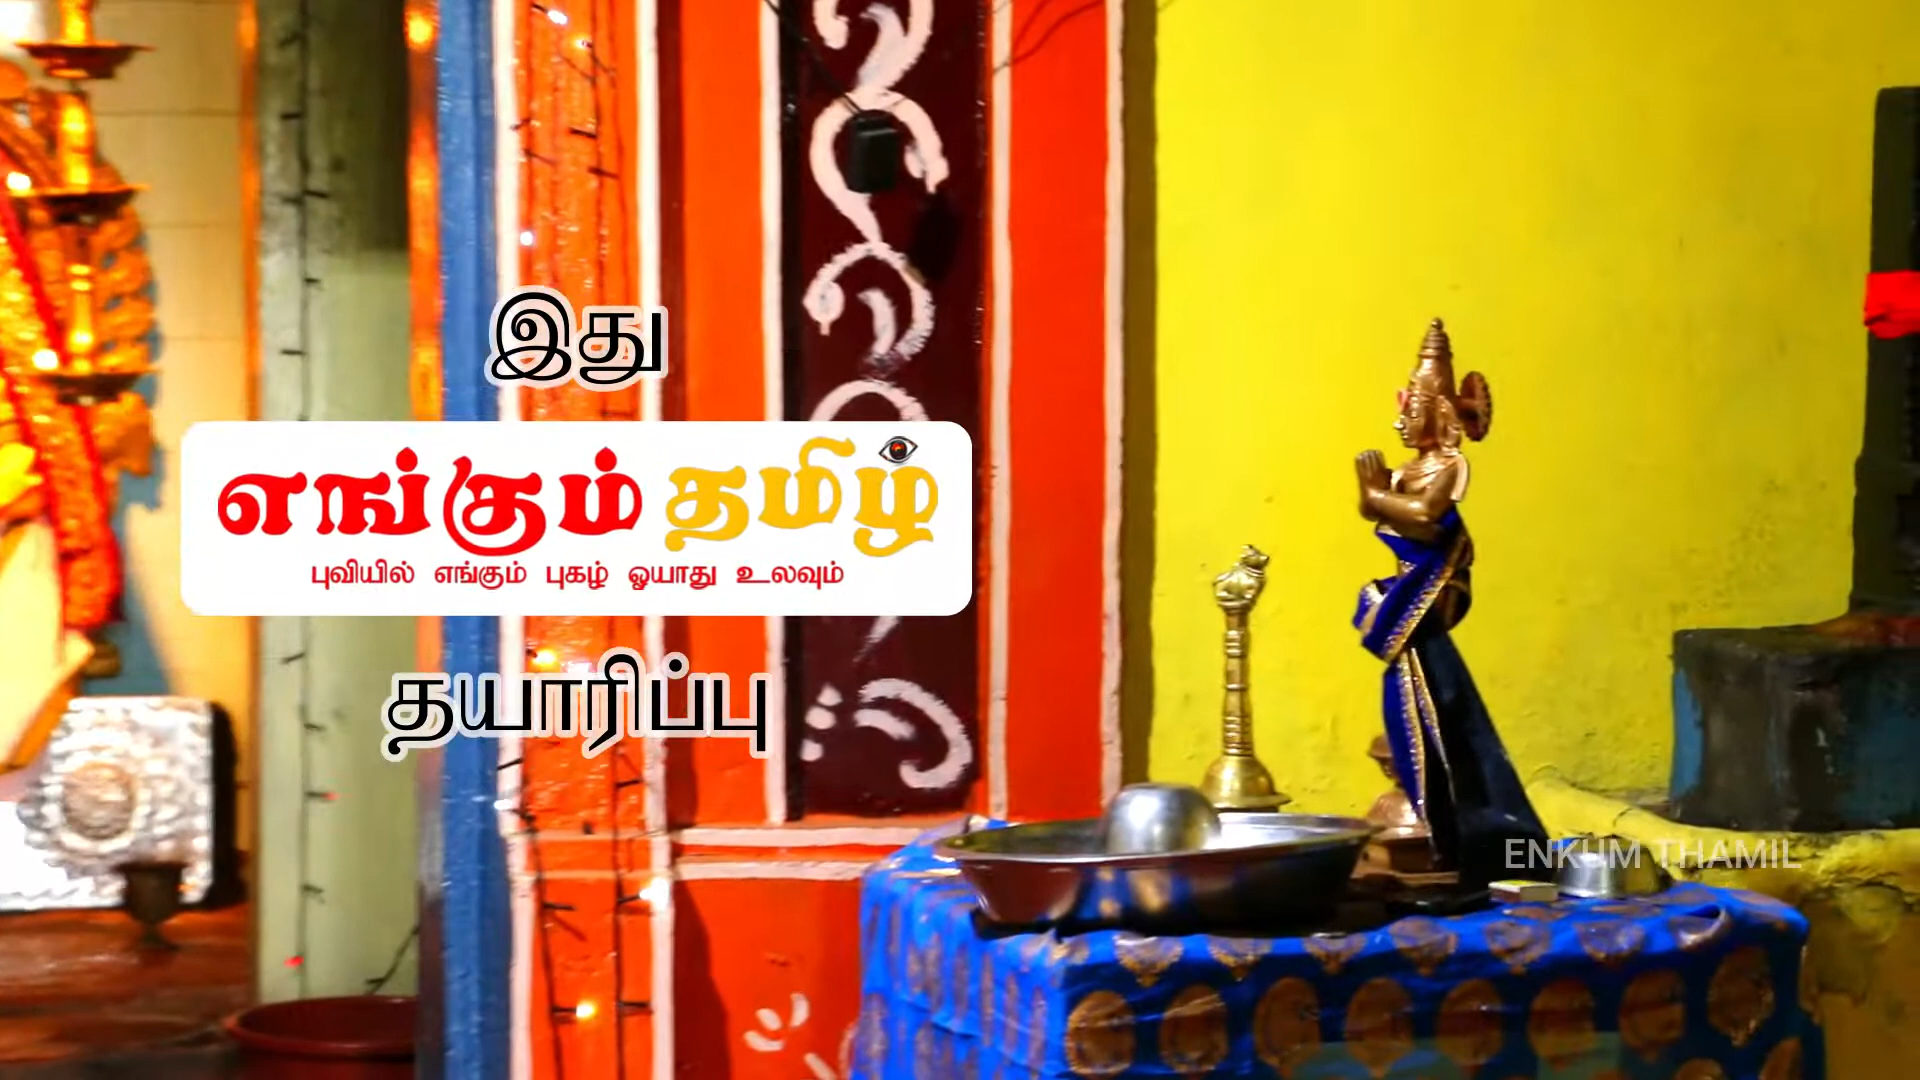 இது
எங்கும் தமிழ்
புவியில் எங்கும் புகழ் ஓயாது உலவும்
தயாரிப்பு
ENKUM THAMIL